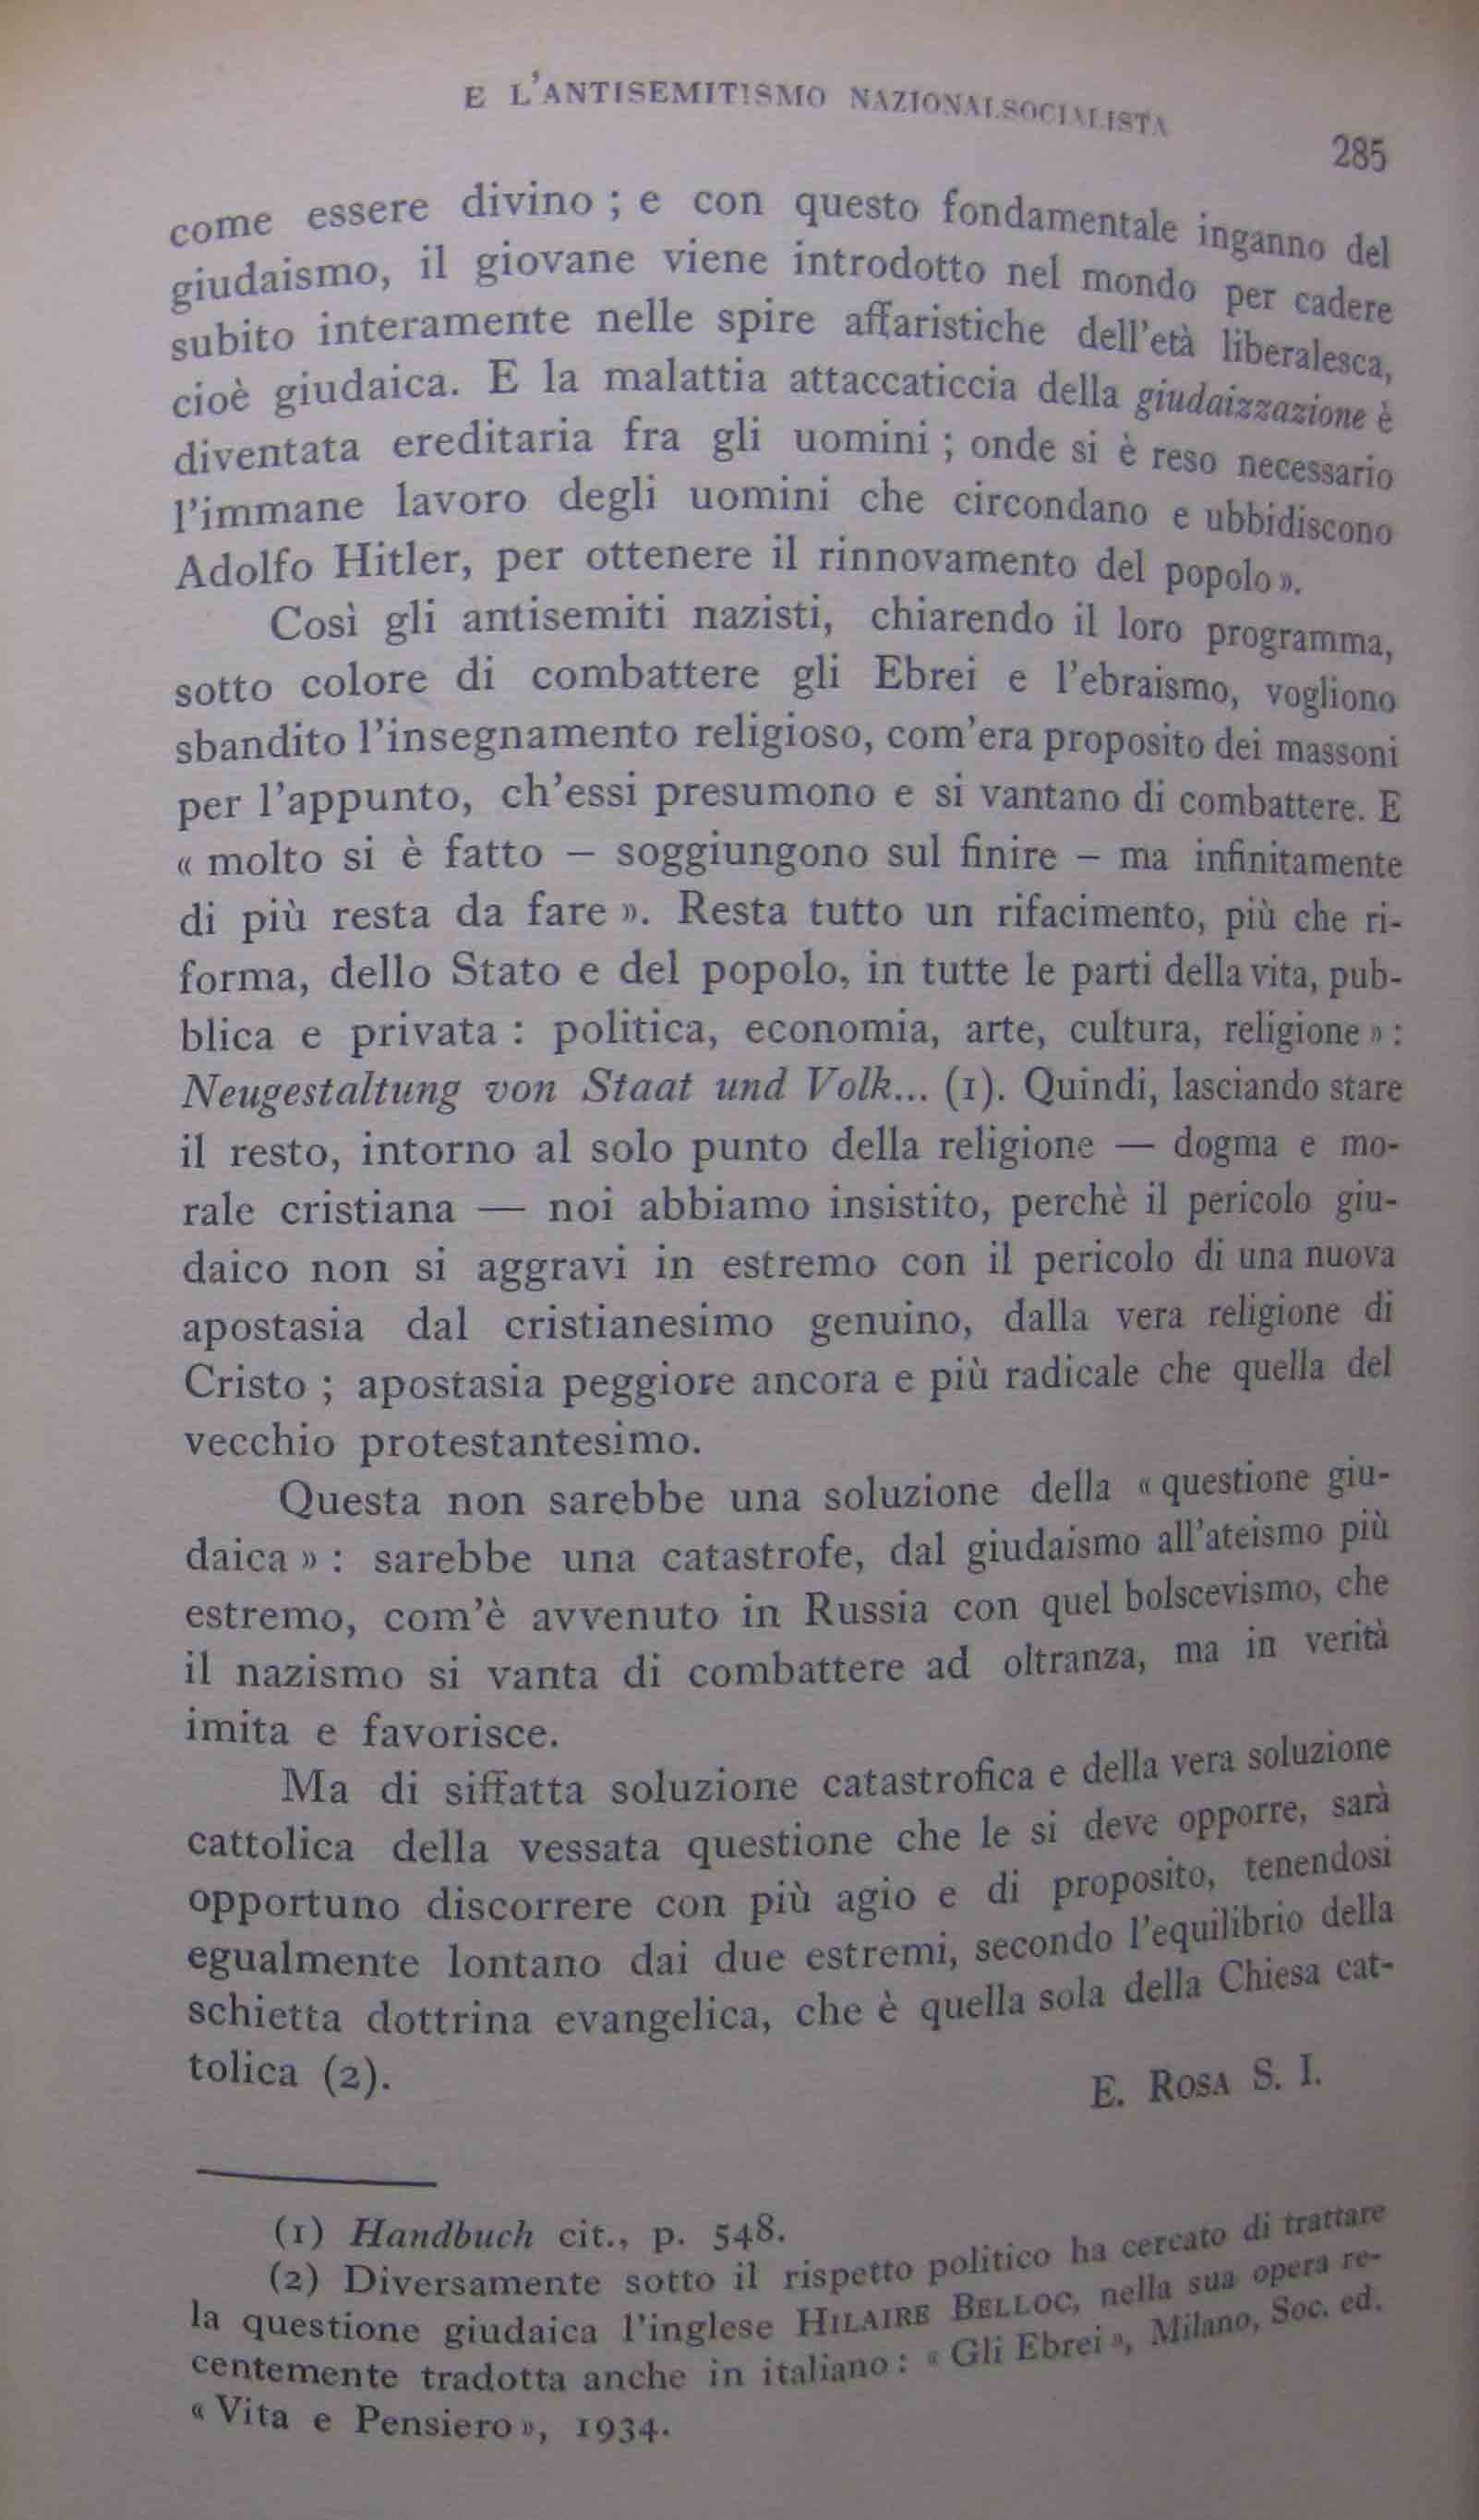 E L'ANTISEMITISMO NAZIONALSOCIALISTA
285
come essere divino ; e con questo fondamentale inganno del
giudaismo, il giovane viene introdotto nel mondo per cadere
subito interamente nelle spire affaristiche dell'età liberalesca,
cioè giudaica. E la malattia attaccaticcia della giudaizzazione è
diventata ereditaria fra gli uomini ; onde si è reso necessario
l'immane lavoro degli uomini che circondano e ubbidiscono
Adolfo Hitler, per ottenere il rinnovamento del popolo ».
Così gli antisemiti nazisti, chiarendo il loro programma,
sotto colore di combattere gli Ebrei e l'ebraismo, vogliono
sbandito l'insegnamento religioso, com'era proposito dei massoni
per l'appunto, ch'essi presumono e si vantano di combattere. E
« molto si è fatto – soggiungono sul finire – ma infinitamente
di più resta da fare ». Resta tutto un rifacimento, più che ri-
forma, dello Stato e del popolo, in tutte le parti della vita, pub-
blica e privata : politica, economia, arte, cultura, religione » :
Neugestaltung von Staat und Volk... (1). Quindi, lasciando stare
il resto, intorno al solo punto della religione — dogma e mo-
rale cristiana — noi abbiamo insistito, perchè il pericolo giu-
daico non si aggravi in estremo con il pericolo di una nuova
apostasia dal cristianesimo genuino, dalla vera religione di
Cristo ; apostasia peggiore ancora e più radicale che quella del
vecchio protestantesimo.
Questa non sarebbe una soluzione della « questione giu-
daica » : sarebbe una catastrofe, dal giudaismo all'ateismo più
estremo, com'è avvenuto in Russia con quel bolscevismo, che
il nazismo si vanta di combattere ad oltranza, ma in verità
imita e favorisce.
Ma di siffatta soluzione catastrofica e della vera soluzione
cattolica della vessata questione che le si deve opporre, sarà
opportuno discorrere con più agio e di proposito, tenendosi
egualmente lontano dai due estremi, secondo l'equilibrio della
schietta dottrina evangelica, che è quella sola della Chiesa cat-
tolica (2).
E. ROSA S. I.
(1) Handbuch cit., p. 548.
(2) Diversamente sotto il rispetto politico ha cercato di trattare
la questione giudaica l'inglese HILAIRE BELLOC, nella sua opera re-
centemente tradotta anche in italiano : « Gli Ebrei », Milano, Soc. ed.
« Vita e Pensiero », 1934.